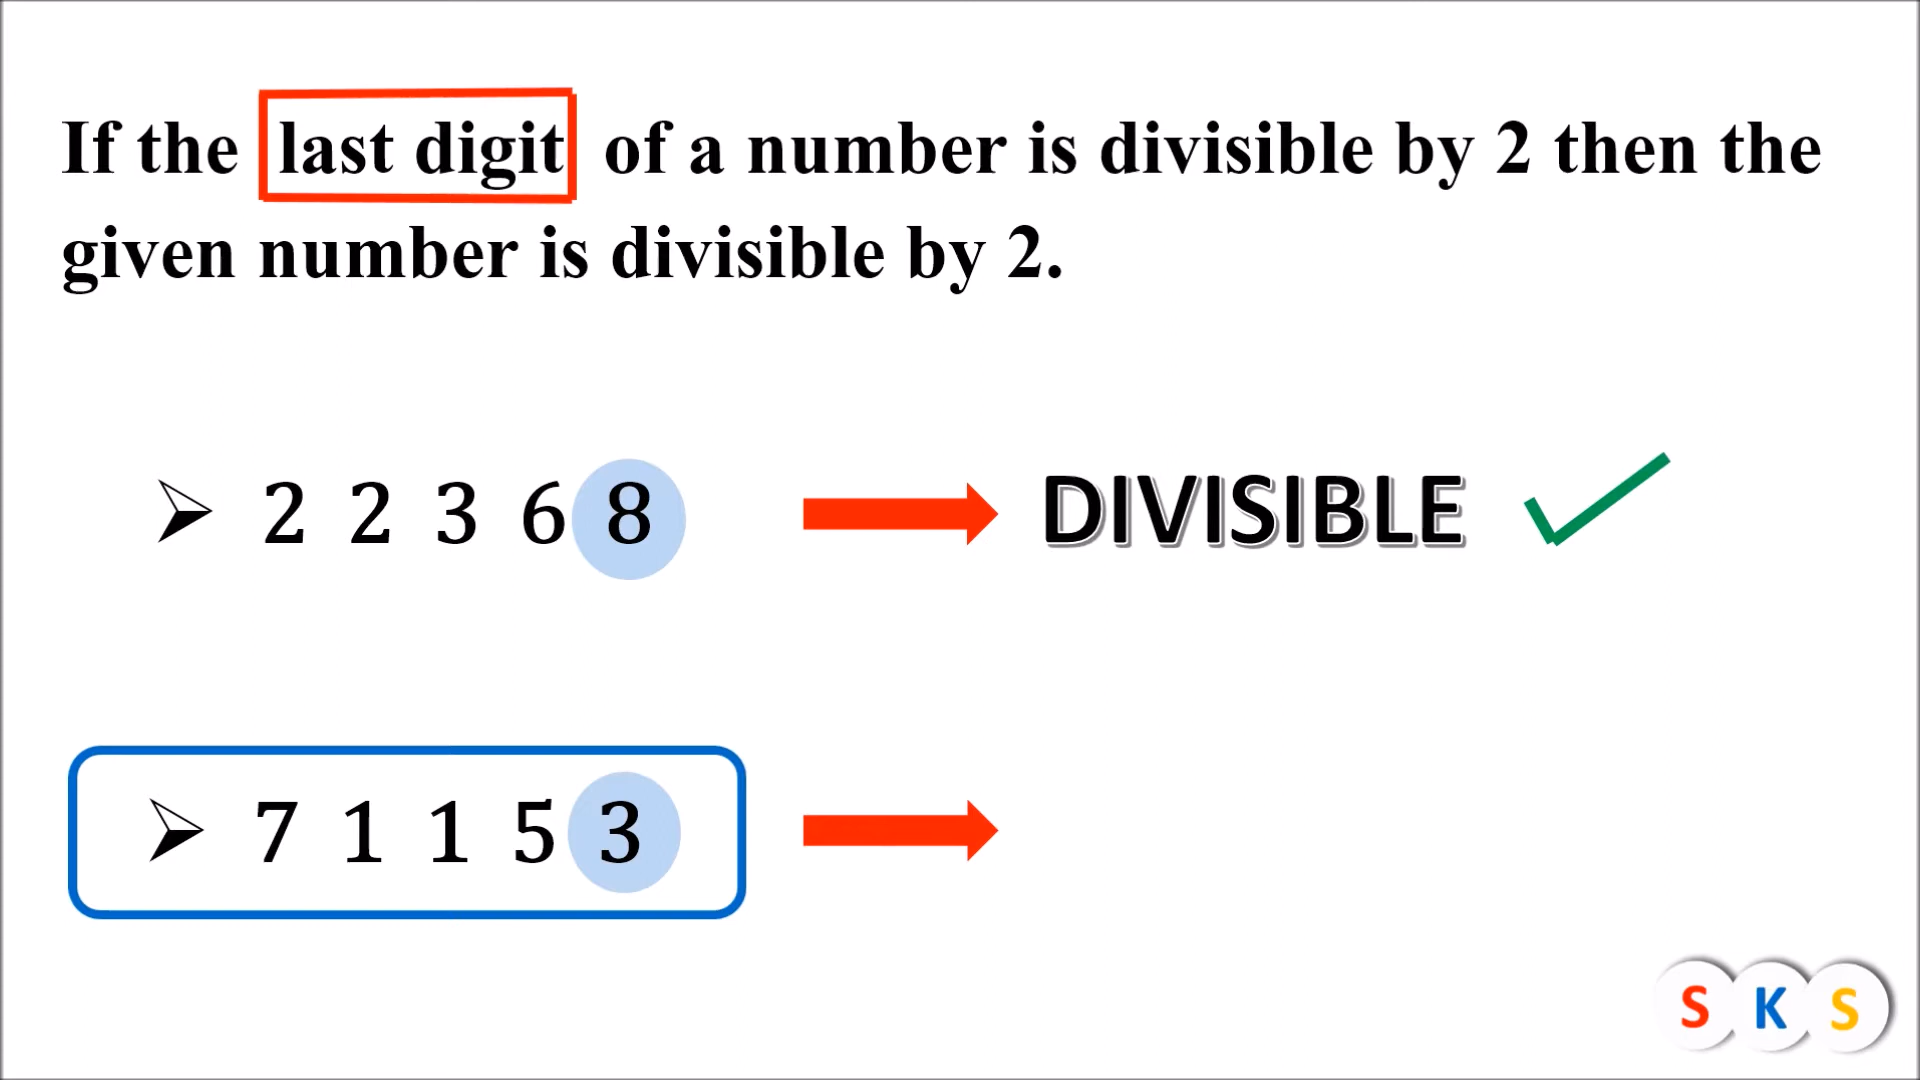 If the last digit of a number is divisible by 2 then the
given number is divisible by 2.
➢ 2 2 3 6 8 DIVISIBLE
➢ 7 1 1 5 3
S K S